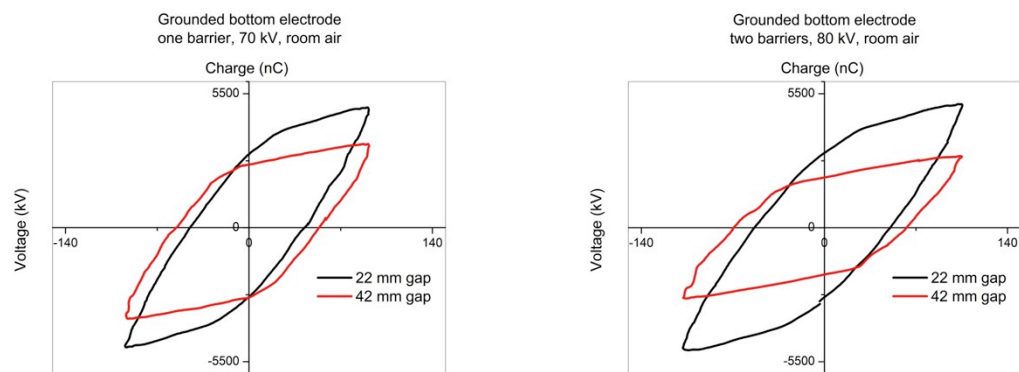 Grounded bottom electrode
one barrier, 70 kV, room air
Charge (nC)
5500
Voltage (kV)
-140
0
0
140
22 mm gap
42 mm gap
-5500
Grounded bottom electrode
two barriers, 80 kV, room air
Charge (nC)
5500
Voltage (kV)
-140
0
0
140
22 mm gap
42 mm gap
-5500